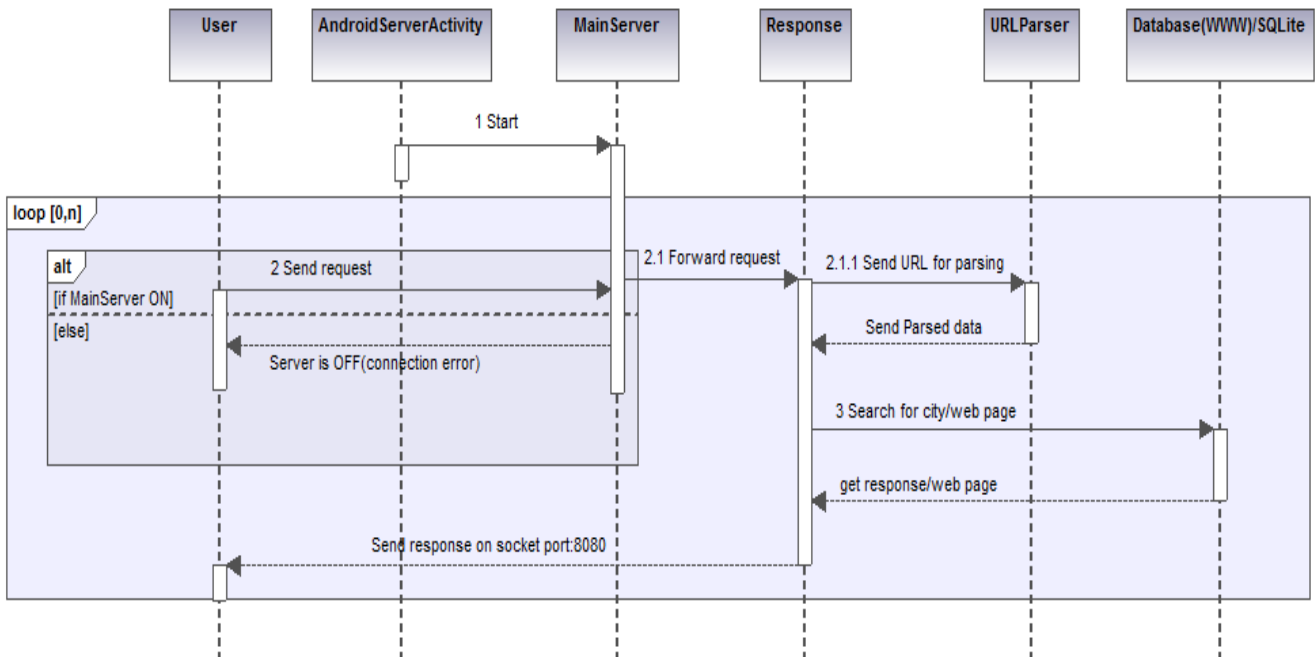 User
AndroidServerActivity
MainServer
Response
URLParser
Database(WWW)/SQLite
1 Start
loop [0,n]
alt
2 Send request
2.1 Forward request
2.1.1 Send URL for parsing
[if MainServer ON]
[else]
Send Parsed data
Server is OFF(connection error)
3 Search for city/web page
get response/web page
Send response on socket port:8080